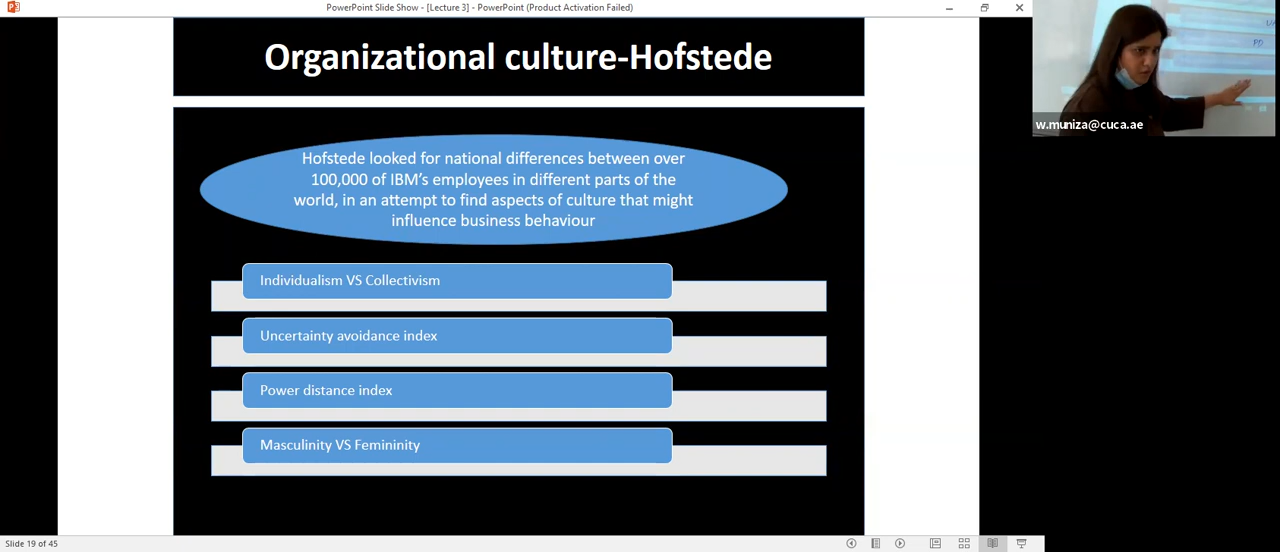 PowerPoint Slide Show - [Lecture 3] - PowerPoint (Product Activation Failed)
Organizational culture-Hofstede
Hofstede looked for national differences between over
100,000 of IBM's employees in different parts of the
world, in an attempt to find aspects of culture that might
influence business behaviour
Individualism VS Collectivism
Uncertainty avoidance index
Power distance index
Masculinity VS Femininity
w.muniza@cuca.ae
Slide 19 of 45